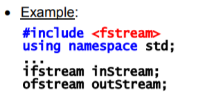 • Example:
#include <fstream>
using namespace std;
...
ifstream inStream;
ofstream outStream;